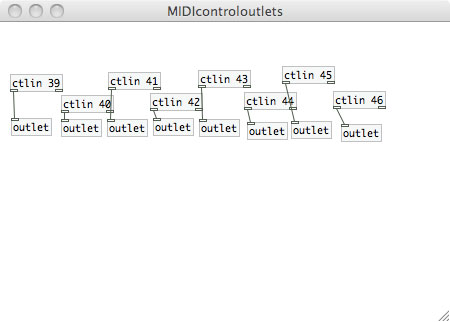 MIDIcontroloutlets
ctlin 39
ctlin 40
ctlin 41
ctlin 42
ctlin 43
ctlin 44
ctlin 45
ctlin 46
outlet
outlet
outlet
outlet
outlet
outlet
outlet
outlet